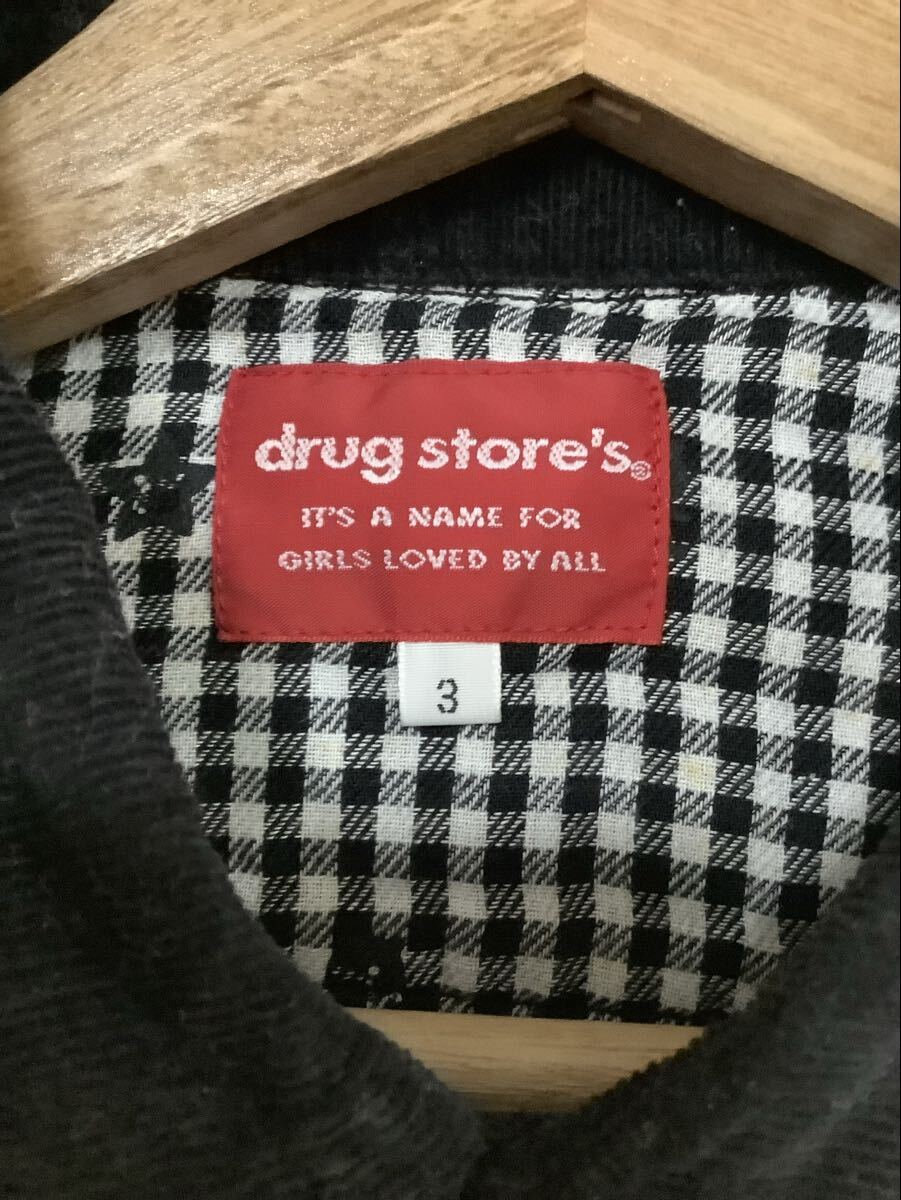 drug store's®
IT'S A NAME FOR
GIRLS LOVED BY ALL
3